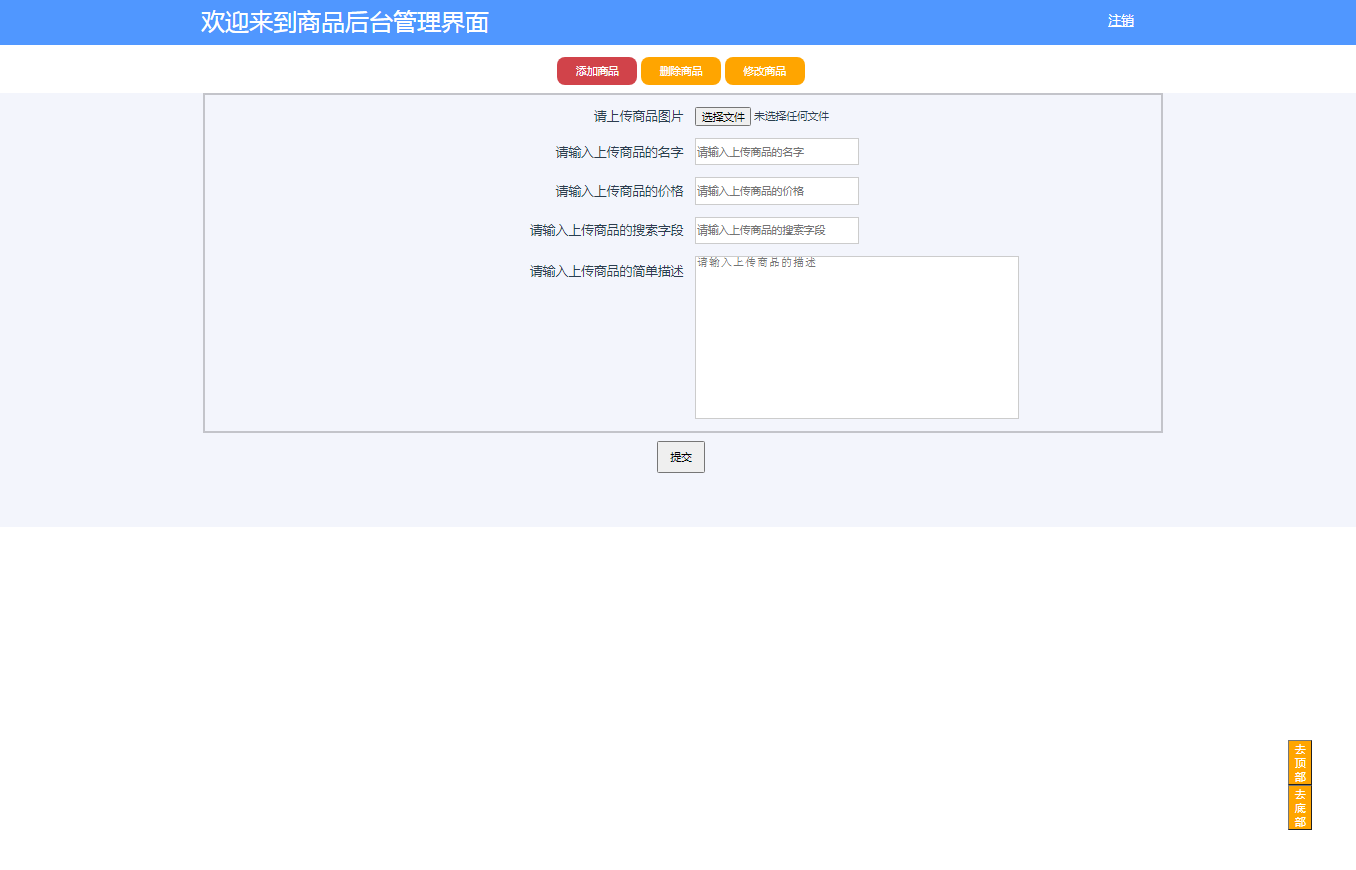 欢迎来到商品后台管理界面 注销
添加商品 删除商品 修改商品
请上传商品图片 选择文件 未选择任何文件
请输入上传商品的名字 请输入上传商品的名字
请输入上传商品的价格 请输入上传商品的价格
请输入上传商品的搜索字段 请输入上传商品的搜索字段
请输入上传商品的简单描述 请输入上传商品的描述
提交
去
顶
部
去
底
部